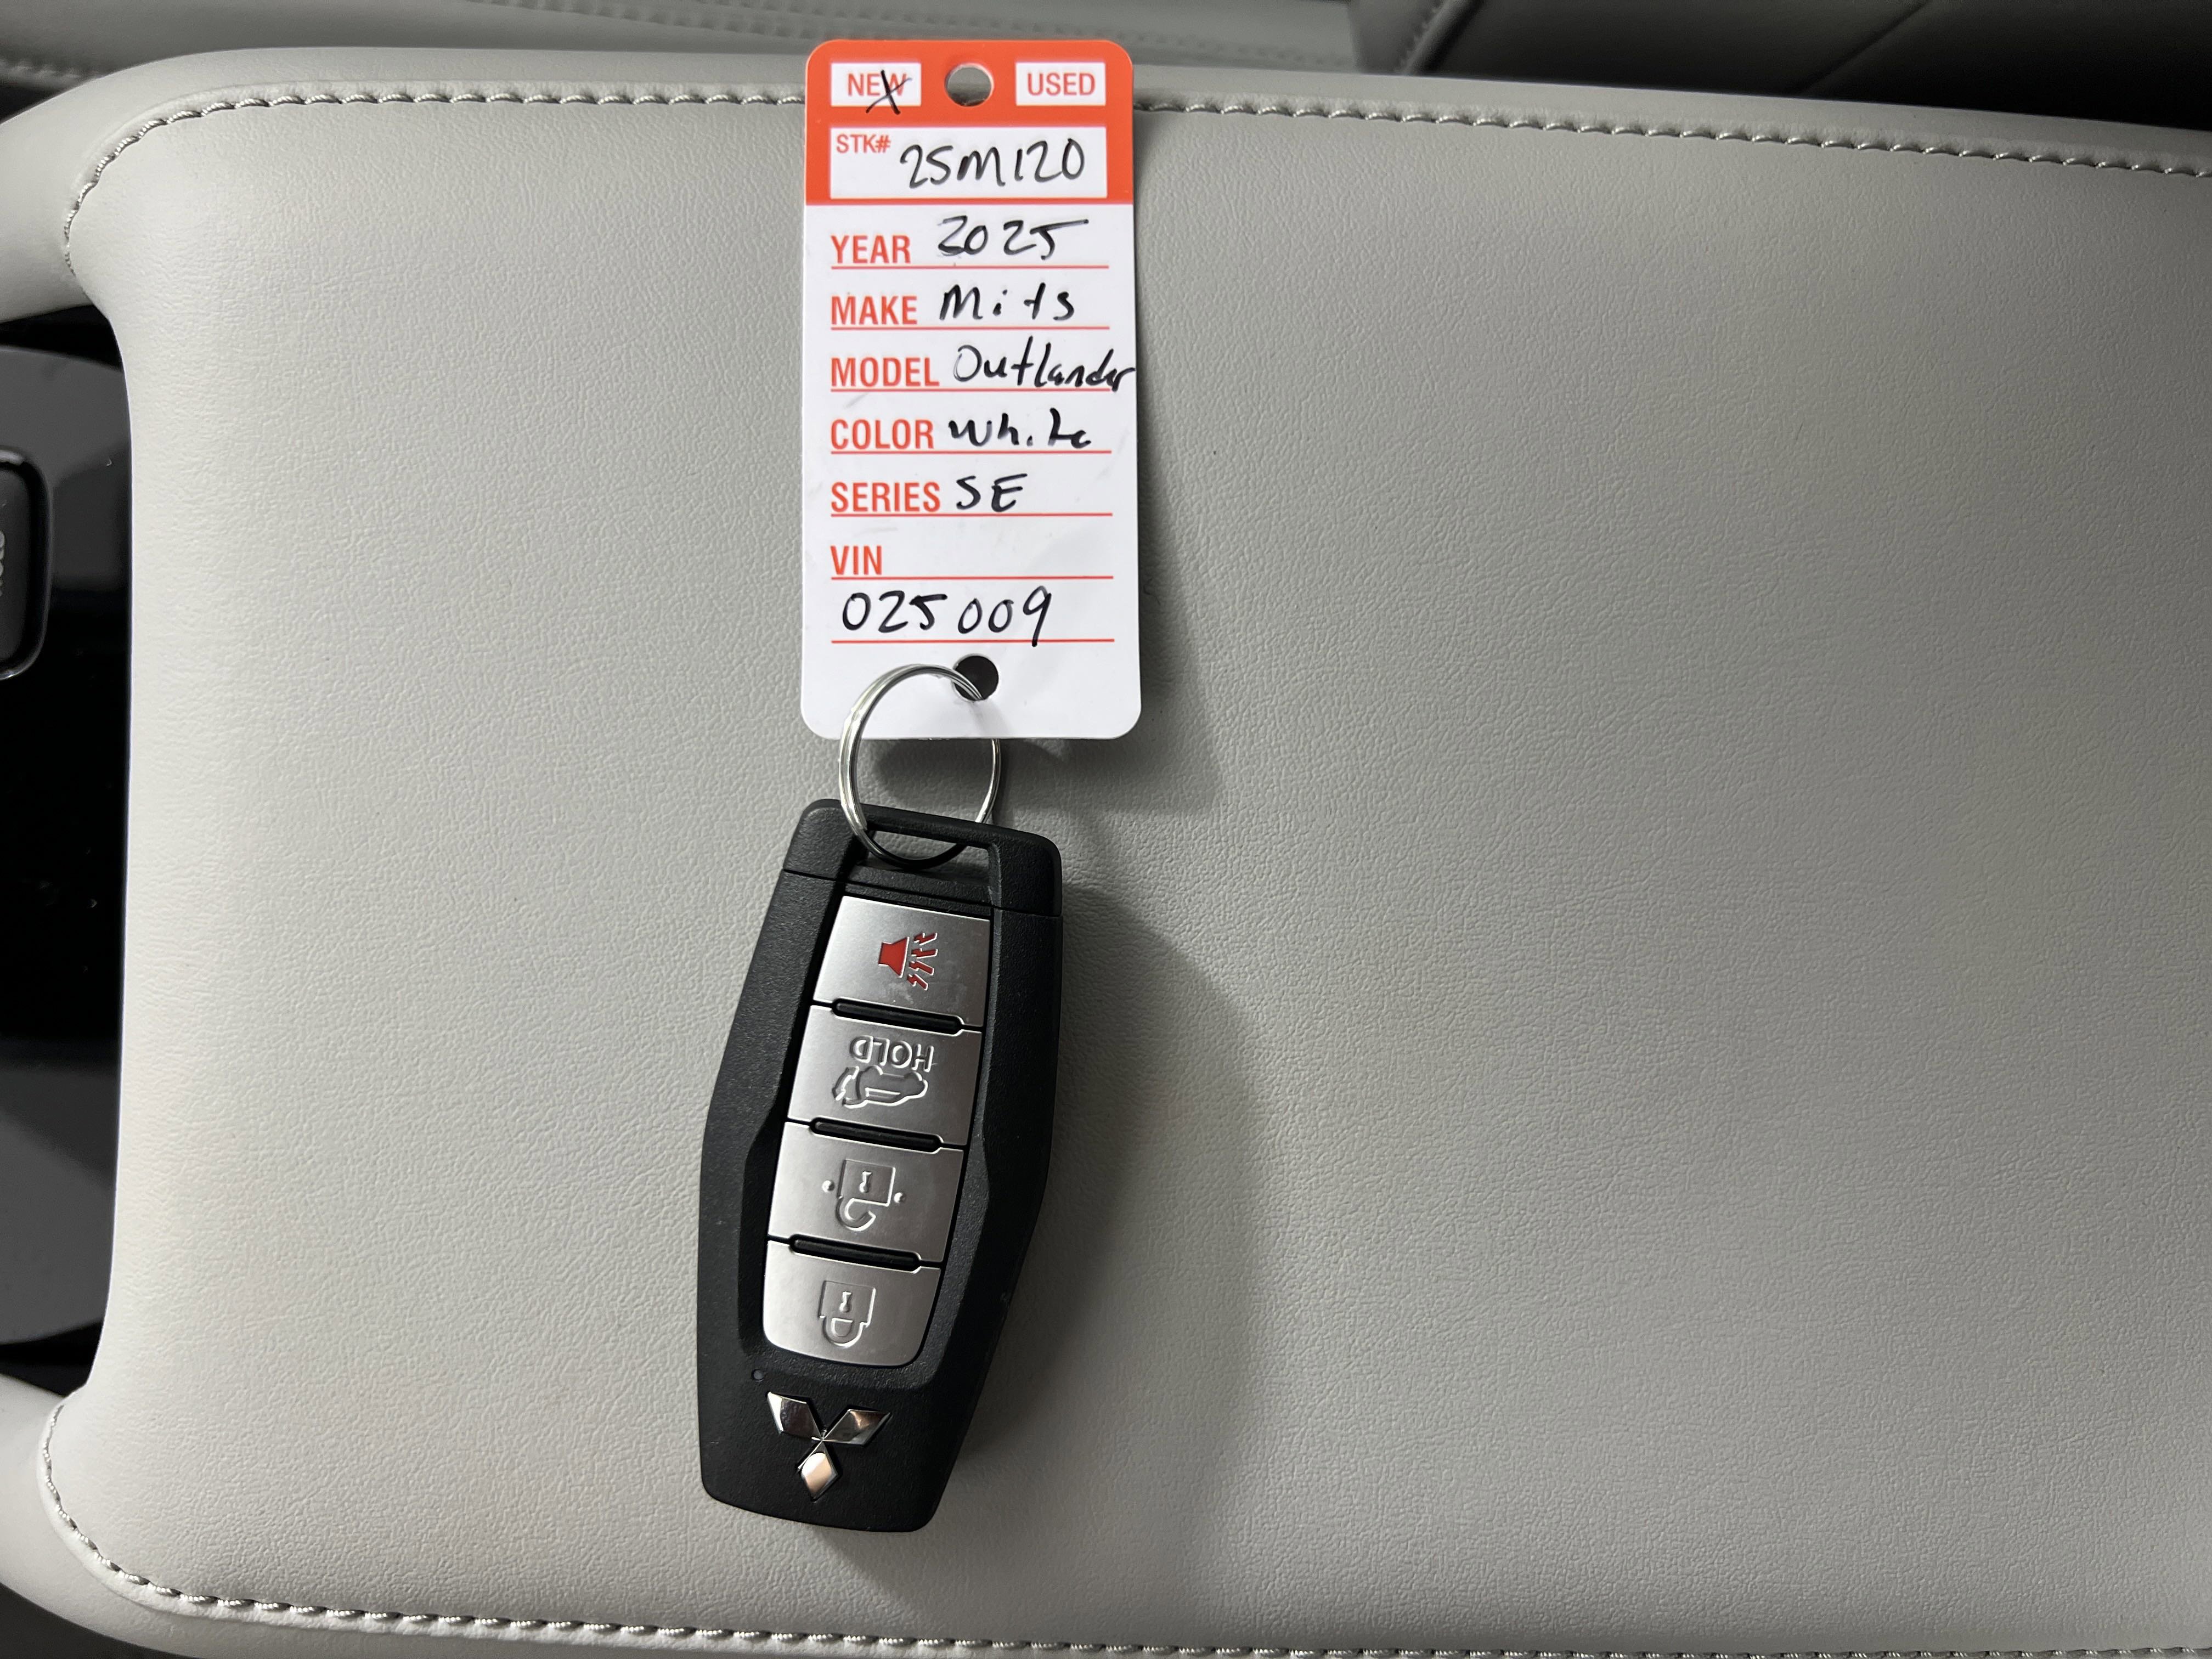 NEW USED
STK# 25M120
YEAR 2025
MAKE Mits
MODEL Outlander
COLOR White
SERIES SE
VIN
025009
HOLD